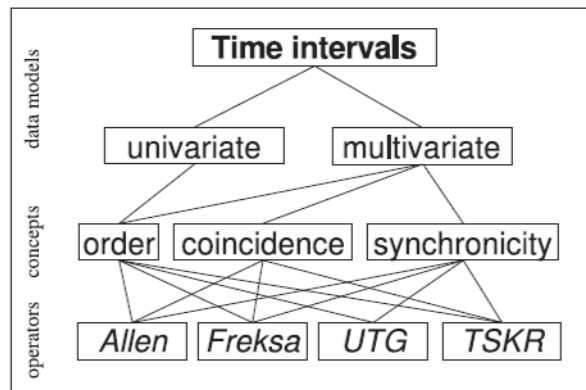 Time intervals
data models
univariate multivariate
concepts
order coincidence synchronicity
operators
Allen Freksa UTG TSKR